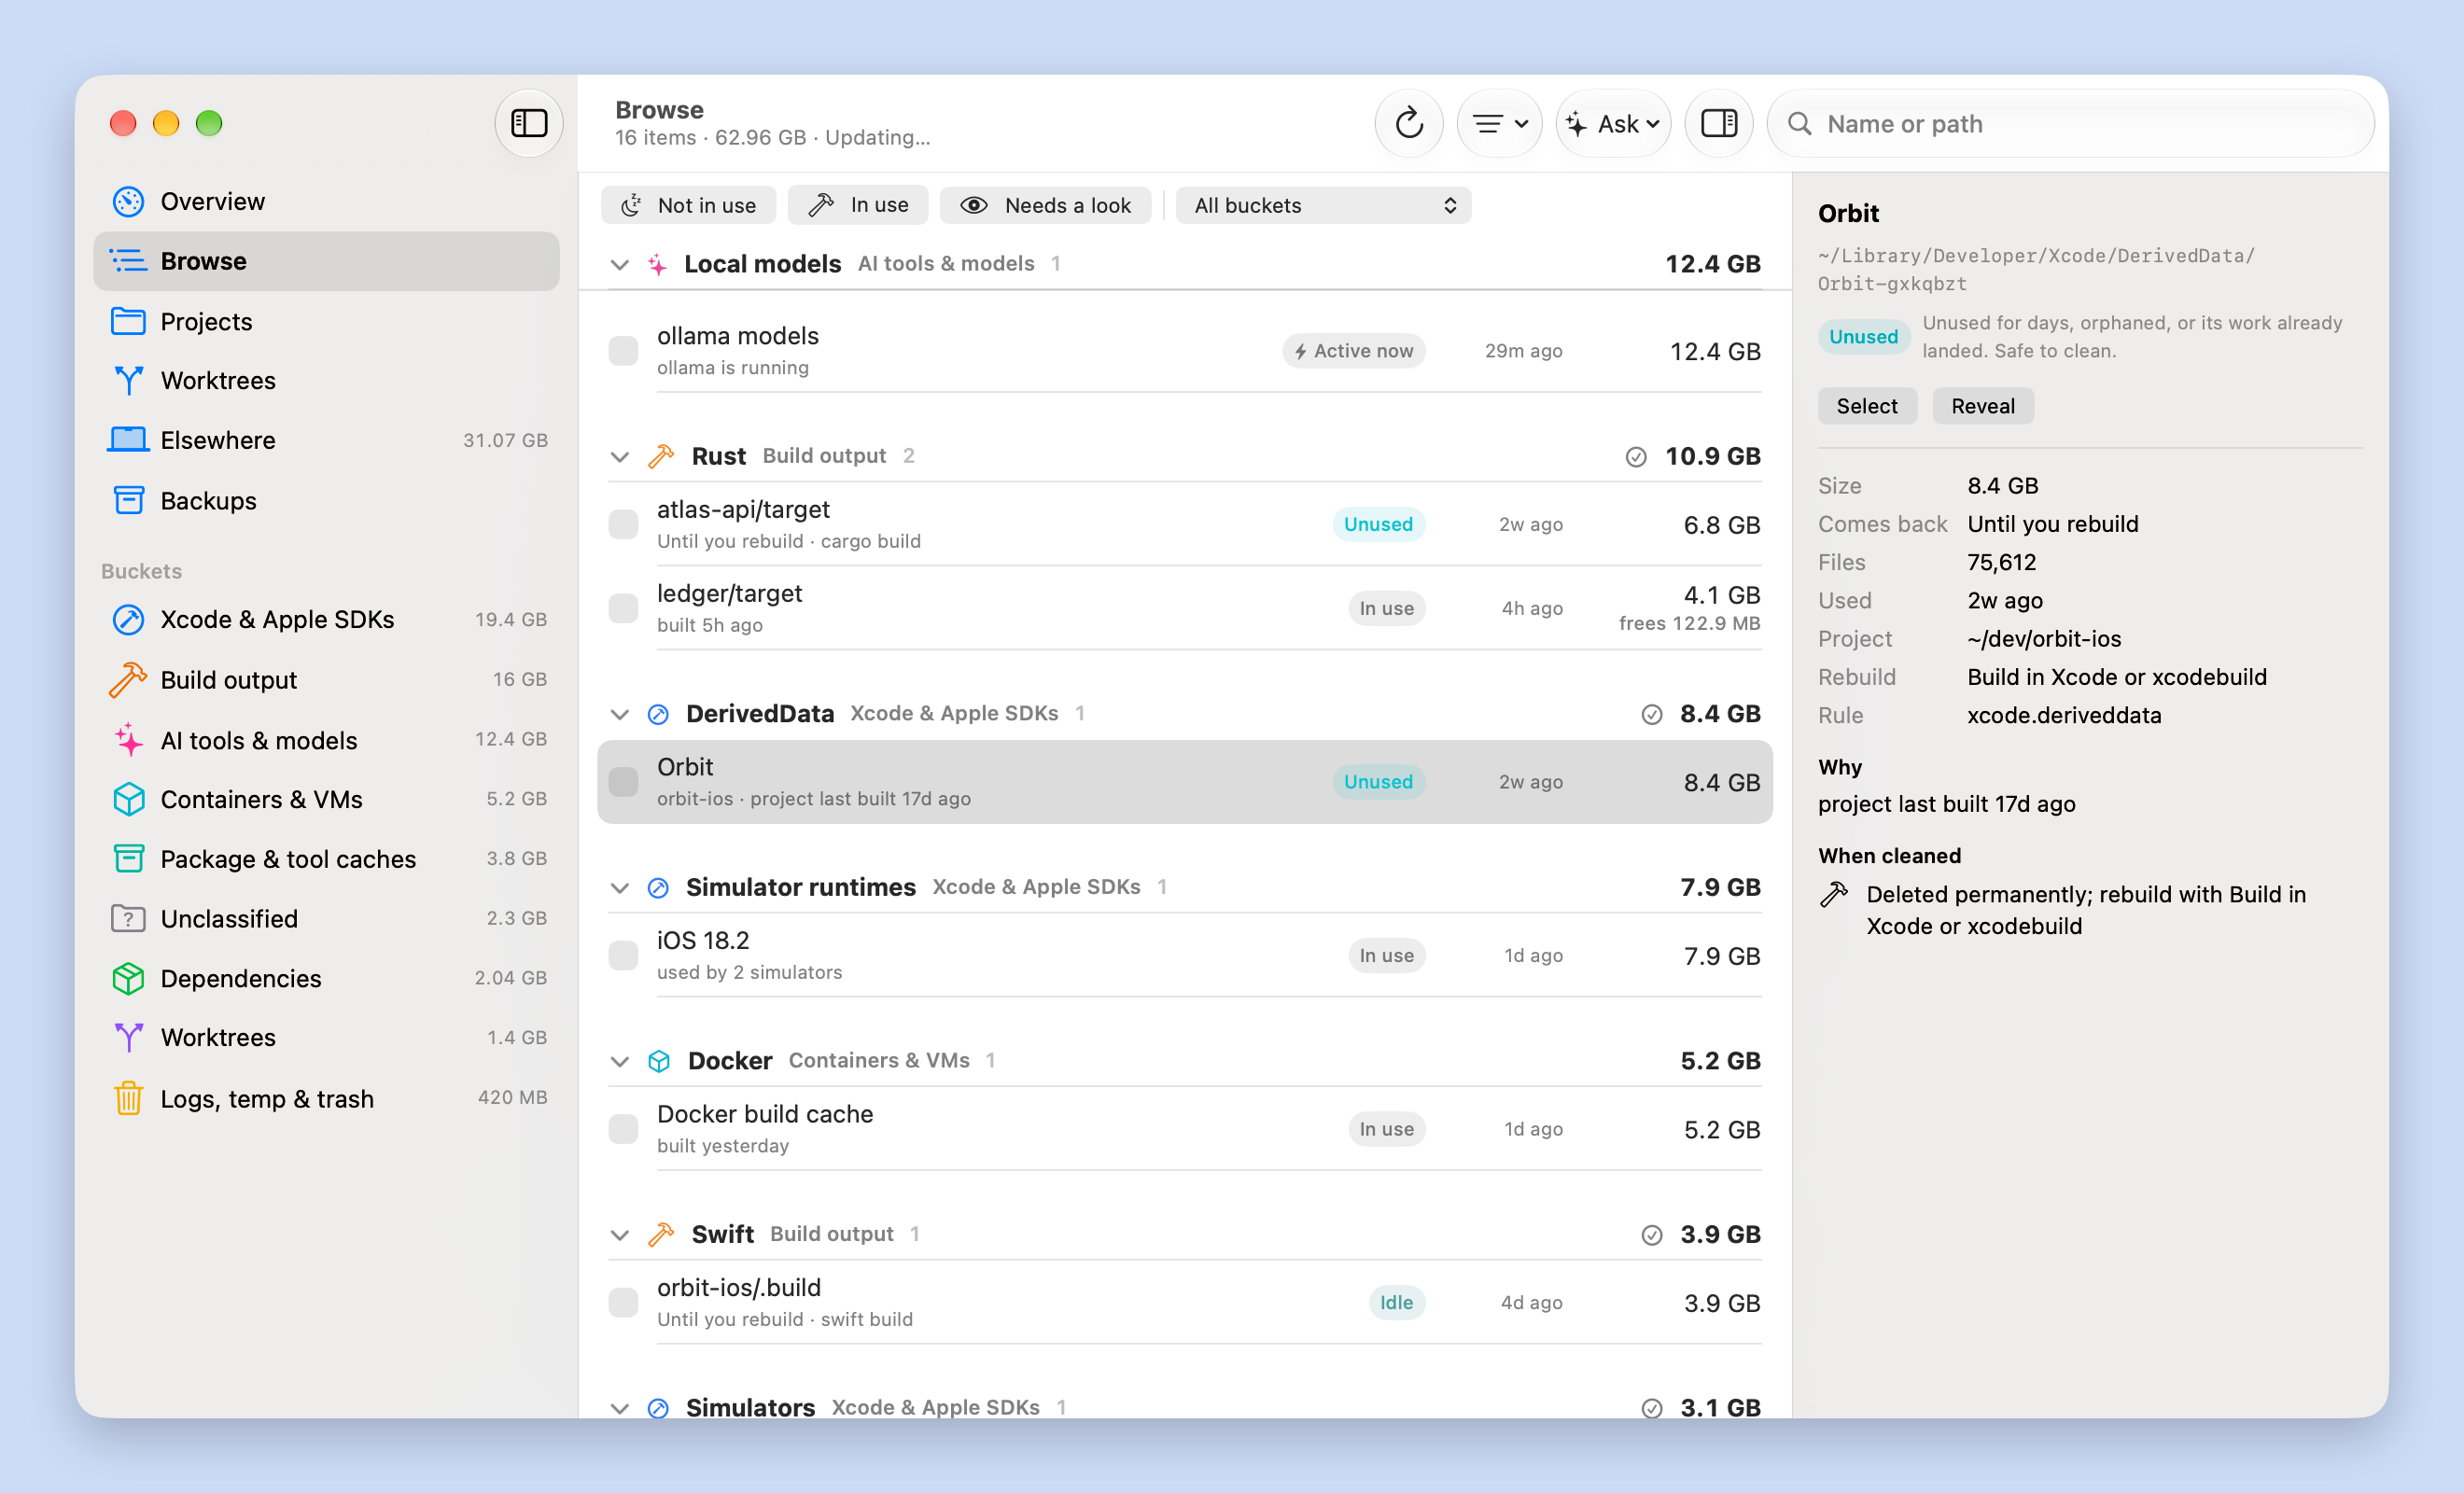 Browse
16 items · 62.96 GB · Updating...
Ask
Name or path
Overview
Browse
Projects
Worktrees
Elsewhere 31.07 GB
Backups
Buckets
Xcode & Apple SDKs 19.4 GB
Build output 16 GB
AI tools & models 12.4 GB
Containers & VMs 5.2 GB
Package & tool caches 3.8 GB
Unclassified 2.3 GB
Dependencies 2.04 GB
Worktrees 1.4 GB
Logs, temp & trash 420 MB
Not in use In use Needs a look All buckets
Local models AI tools & models 1 12.4 GB
ollama models Active now 29m ago 12.4 GB
ollama is running
Rust Build output 2 10.9 GB
atlas-api/target Unused 2w ago 6.8 GB
Until you rebuild · cargo build
ledger/target In use 4h ago 4.1 GB
built 5h ago frees 122.9 MB
DerivedData Xcode & Apple SDKs 1 8.4 GB
Orbit Unused 2w ago 8.4 GB
orbit-ios · project last built 17d ago
Simulator runtimes Xcode & Apple SDKs 1 7.9 GB
iOS 18.2 In use 1d ago 7.9 GB
used by 2 simulators
Docker Containers & VMs 1 5.2 GB
Docker build cache In use 1d ago 5.2 GB
built yesterday
Swift Build output 1 3.9 GB
orbit-ios/.build Idle 4d ago 3.9 GB
Until you rebuild · swift build
Simulators Xcode & Apple SDKs 1 3.1 GB
Orbit
~/Library/Developer/Xcode/DerivedData/
Orbit-gxkqbzt
Unused Unused for days, orphaned, or its work already
landed. Safe to clean.
Select Reveal
Size 8.4 GB
Comes back Until you rebuild
Files 75,612
Used 2w ago
Project ~/dev/orbit-ios
Rebuild Build in Xcode or xcodebuild
Rule xcode.deriveddata
Why
project last built 17d ago
When cleaned
Deleted permanently; rebuild with Build in
Xcode or xcodebuild